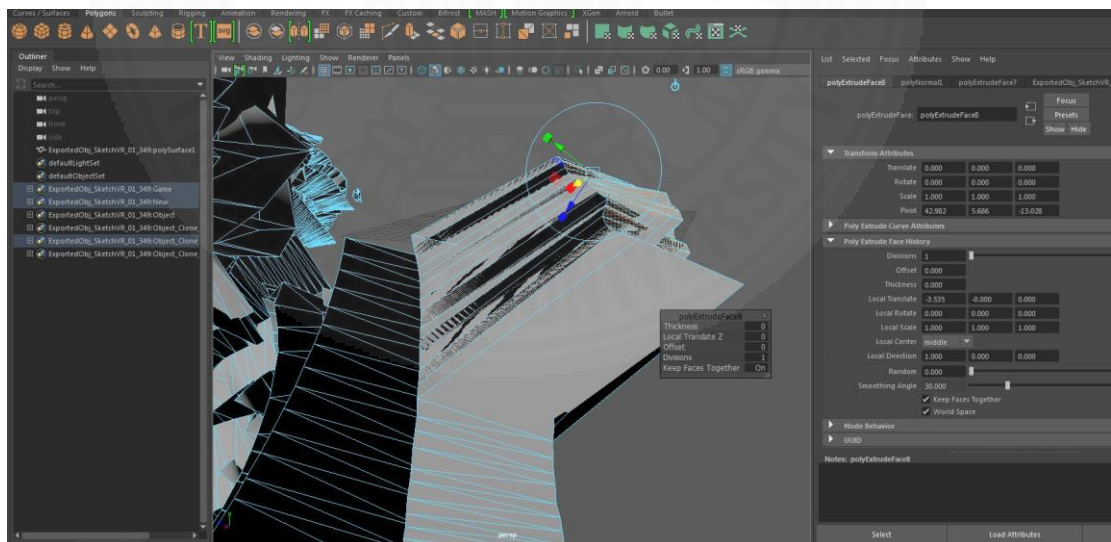 Curves / Surfaces Polygons Sculpting Rigging Animation Rendering FX FX Caching Custom Bifrost MASH Motion Graphics XGen Arnold Bullet
Outliner
Display Show Help
Search...
persp
top
front
side
ExportedObj_SketchVR_01_349:polySurface1
defaultLightSet
defaultObjectSet
ExportedObj_SketchVR_01_349:Game
ExportedObj_SketchVR_01_349:New
ExportedObj_SketchVR_01_349:Object
ExportedObj_SketchVR_01_349:Object_Clone_
ExportedObj_SketchVR_01_349:Object_Clone_
ExportedObj_SketchVR_01_349:Object_Clone_
View Shading Lighting Show Renderer Panels
0.00 1.00 sRGB gamma
polyExtrudeFace8
Thickness 0
Local Translate Z 0
Offset 0
Divisions 1
Keep Faces Together On
persp
List Selected Focus Attributes Show Help
polyExtrudeFace8 polyNormal1 polyExtrudeFace7 ExportedObj_SketchVR_
polyExtrudeFace: polyExtrudeFace8
Focus
Presets
Show Hide
Transform Attributes
Translate 0.000 0.000 0.000
Rotate 0.000 0.000 0.000
Scale 1.000 1.000 1.000
Pivot 42.982 5.686 -13.028
Poly Extrude Curve Attributes
Poly Extrude Face History
Divisions 1
Offset 0.000
Thickness 0.000
Local Translate -3.535 -0.000 0.000
Local Rotate 0.000 0.000 0.000
Local Scale 1.000 1.000 1.000
Local Center middle
Local Direction 1.000 0.000 0.000
Random 0.000
Smoothing Angle 30.000
Keep Faces Together
World Space
Node Behavior
UUID
Notes: polyExtrudeFace8
Select Load Attributes